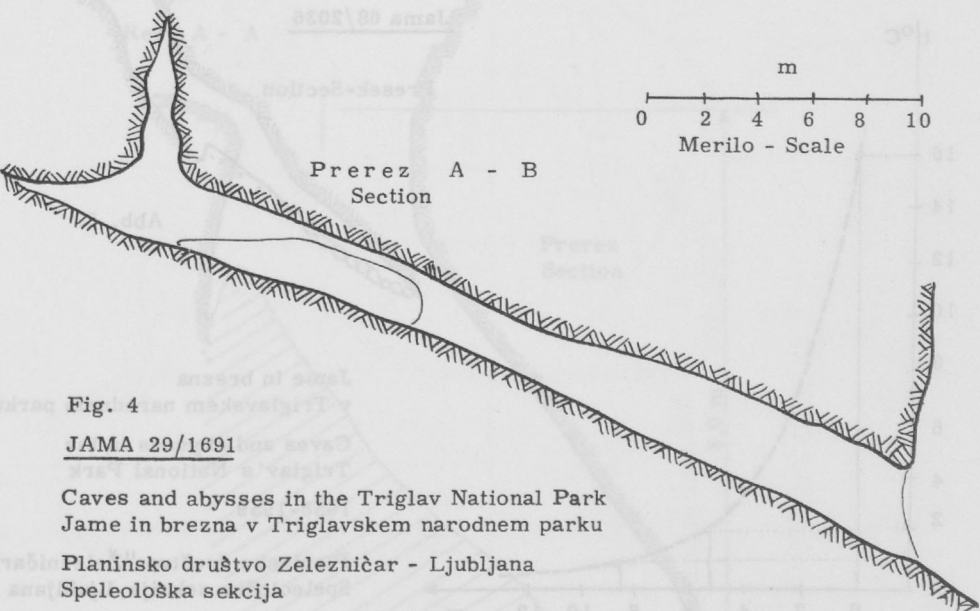 m
0 2 4 6 8 10
Merilo - Scale
Prerez A - B
Section
Fig. 4
JAMA 29/1691
Caves and abysses in the Triglav National Park
Jame in brezna v Triglavskem narodnem parku
Planinsko društvo Železničar - Ljubljana
Speleološka sekcija